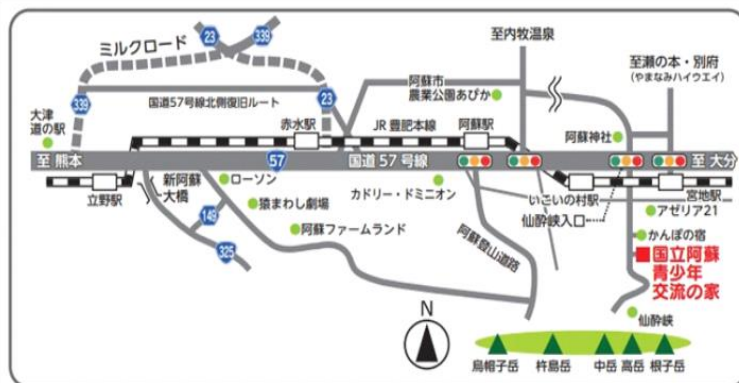 ミルクロード
23
339
至内牧温泉
至瀬の本・別府
(やまなみハイウエイ)
339
国道57号線北側復旧ルート
23
阿蘇市
農業公園あぴか
大津
道の駅
赤水駅
JR 豊肥本線
阿蘇駅
阿蘇神社
至 熊本
57
国道 57 号線
至 大分
立野駅
新阿蘇
大橋
ローソン
カドリー・ドミニオン
いこいの村駅
宮地駅
149
猿まわし劇場
仙酔峡入口
アゼリア21
325
阿蘇ファームランド
阿蘇登山道路
かんぽの宿
国立阿蘇
青少年
交流の家
仙酔峡
N
烏帽子岳
杵島岳
中岳
高岳
根子岳